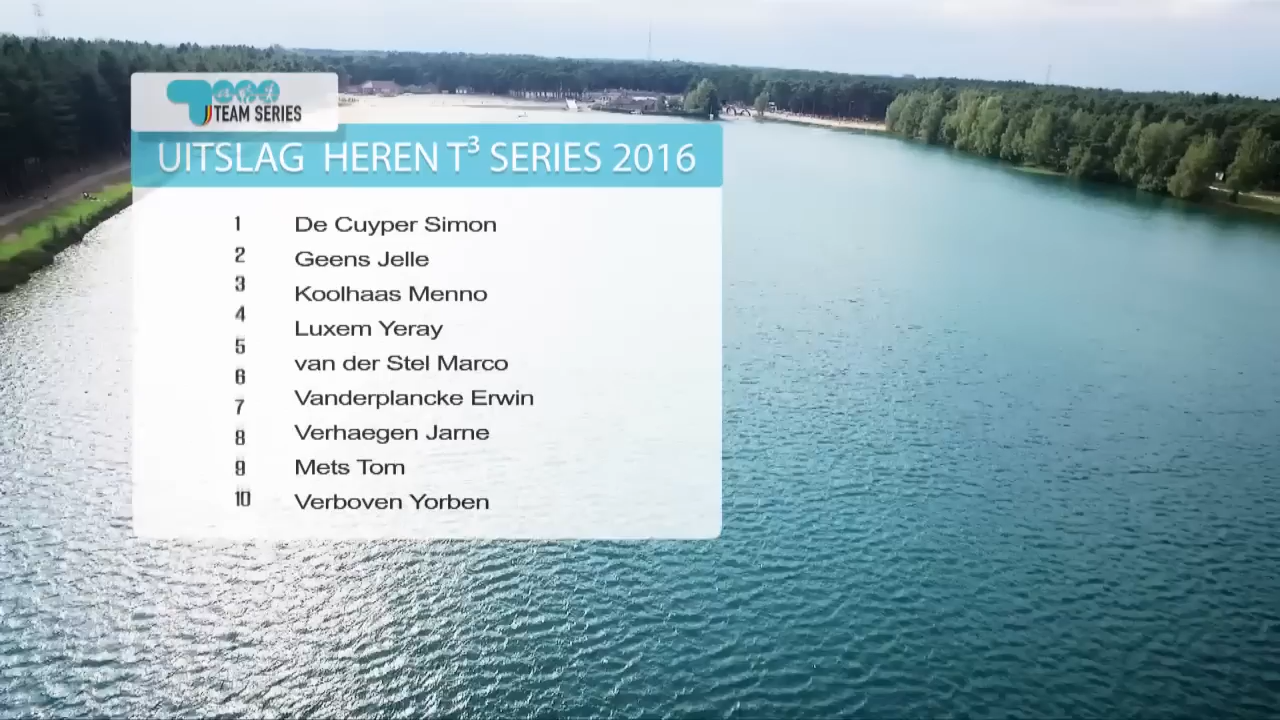 TEAM SERIES
UITSLAG HEREN T³ SERIES 2016
1
2
3
4
5
6
7
8
9
10
De Cuyper Simon
Geens Jelle
Koolhaas Menno
Luxem Yeray
van der Stel Marco
Vanderplancke Erwin
Verhaegen Jarne
Mets Tom
Verboven Yorben